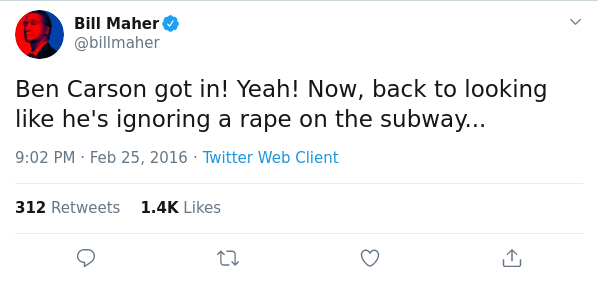 Bill Maher
@billmaher
Ben Carson got in! Yeah! Now, back to looking
like he's ignoring a rape on the subway...
9:02 PM · Feb 25, 2016 · Twitter Web Client
312 Retweets 1.4K Likes